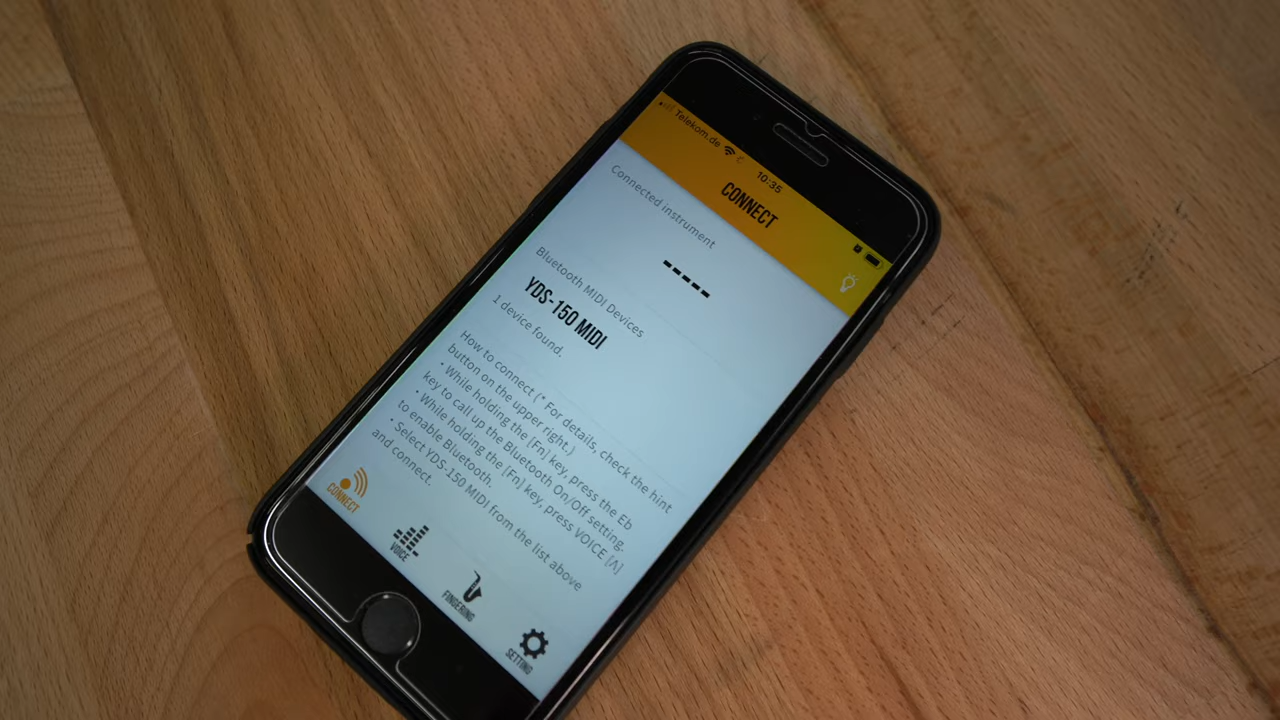 Telekom.de
10:35
CONNECT
Connected instrument
-----
Bluetooth MIDI Devices
YDS-150 MIDI
1 device found.
How to connect (* For details, check the hint
button on the upper right.)
• While holding the [Fn] key, press the Eb
key to call up the Bluetooth On/Off setting.
• While holding the [Fn] key, press VOICE [Λ]
to enable Bluetooth.
• Select YDS-150 MIDI from the list above
and connect.
CONNECT
VOICE
FINGERING
SETTING